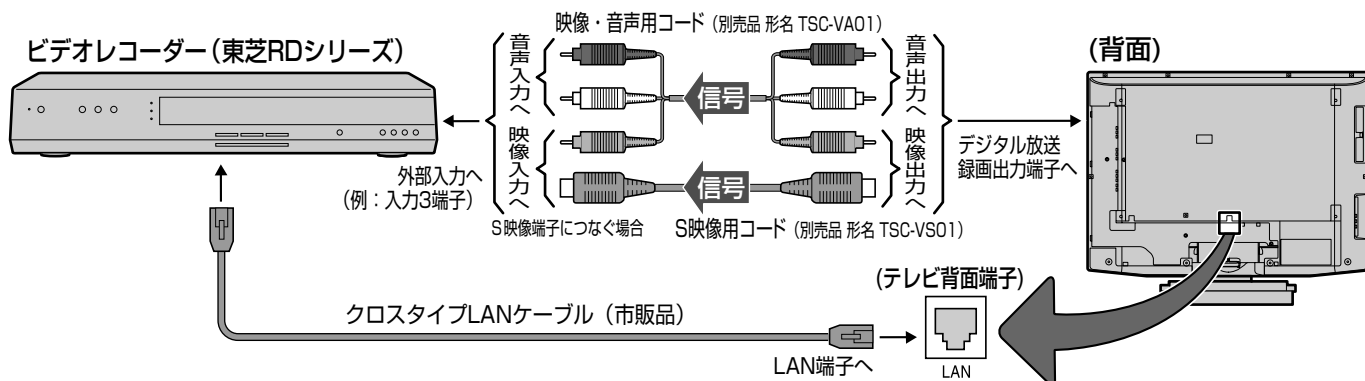 映像・音声用コード（別売品 形名 TSC-VA01）
ビデオレコーダー（東芝RDシリーズ）
音声入力へ
音声出力へ
(背面)
信号
映像入力へ
映像出力へ
デジタル放送
録画出力端子へ
外部入力へ
（例：入力3端子）
信号
S映像端子につなぐ場合
S映像用コード（別売品 形名 TSC-VS01）
(テレビ背面端子)
クロスタイプLANケーブル（市販品）
LAN端子へ
LAN